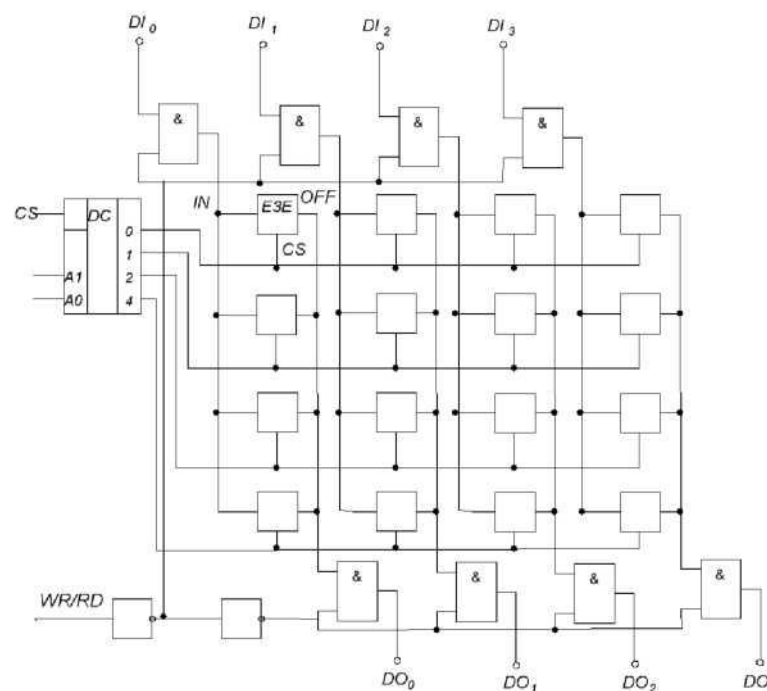 DI0 DI1 DI2 DI3
& & & &
IN E3E OFF
CS DC
0
CS
1
A1 2
A0 4
& & & &
WR/RD
DO0 DO1 DO2 DO